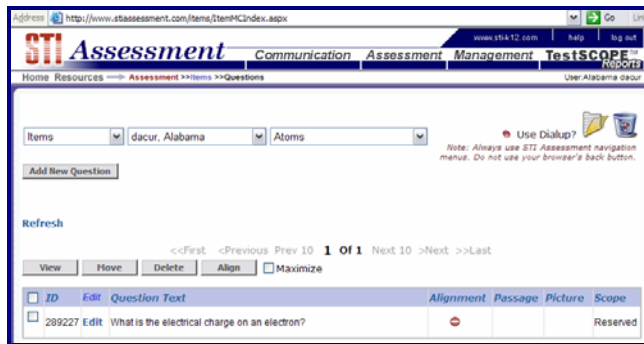 Address http://www.stiassessment.com/items/ItemMCIndex.aspx Go
www.sti-k12.com help log out
STI Assessment Communication Assessment Management TestSCOPE Reports
Home Resources Assessment >>Items >>Questions User:Alabama dacur
Items dacur, Alabama Atoms Use Dialup?
Note: Always use STI Assessment navigation
menus. Do not use your browser's back button.
Add New Question
Refresh
<<First <Previous Prev 10 1 Of 1 Next 10 >Next >>Last
View Move Delete Align Maximize
ID Edit Question Text Alignment Passage Picture Scope
289227 Edit What is the electrical charge on an electron? Reserved